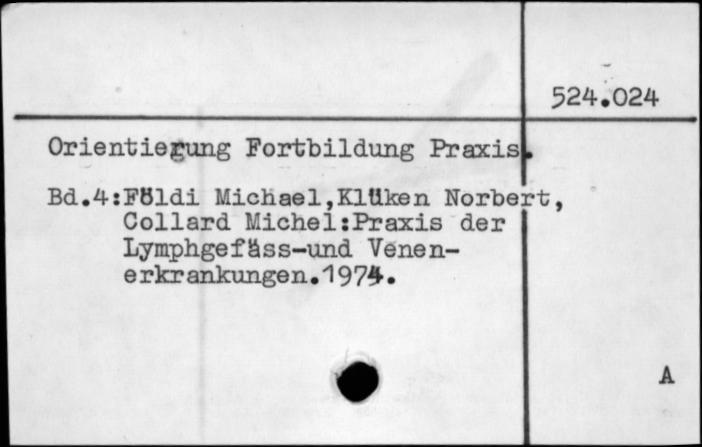 524.024
Orientierung Fortbildung Praxis.
Bd.4:Földi Michael,Klüken Norbert,
Collard Michel:Praxis der
Lymphgefäss-und Venen-
erkrankungen.1974.
A